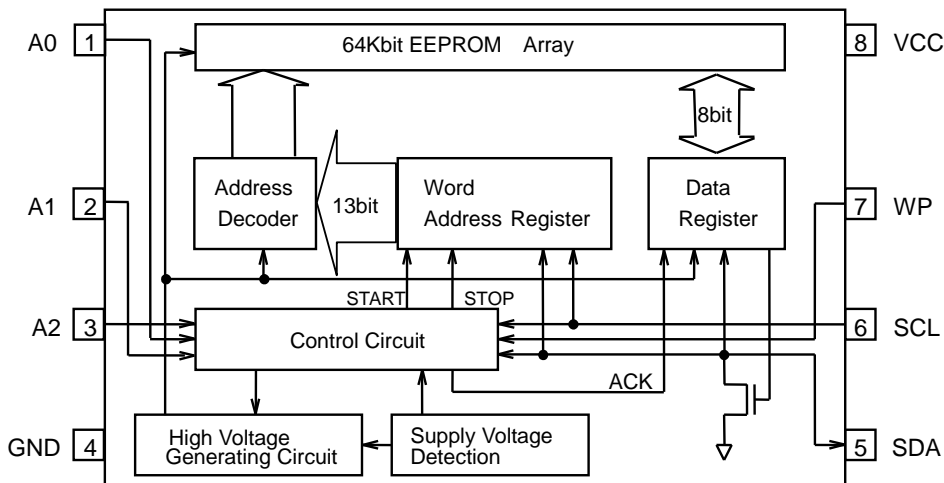 A0 1
64Kbit EEPROM Array
8 VCC
8bit
A1 2
Address
Decoder
13bit
Word
Address Register
Data
Register
7 WP
START
STOP
A2 3
Control Circuit
6 SCL
ACK
GND 4
High Voltage
Generating Circuit
Supply Voltage
Detection
5 SDA